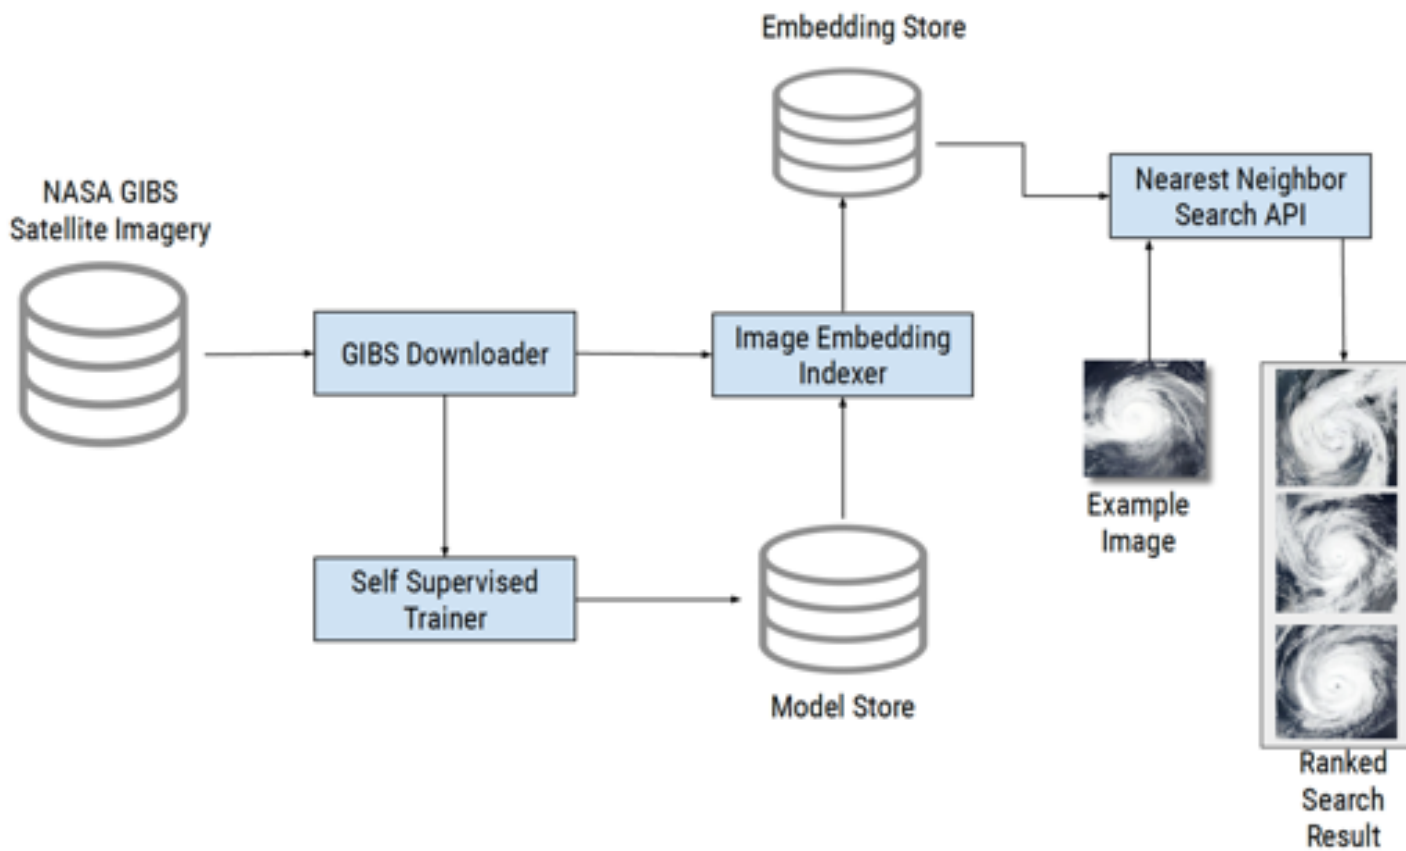 Embedding Store
NASA GIBS
Satellite Imagery
Nearest Neighbor
Search API
GIBS Downloader
Image Embedding
Indexer
Example
Image
Self Supervised
Trainer
Model Store
Ranked
Search
Result